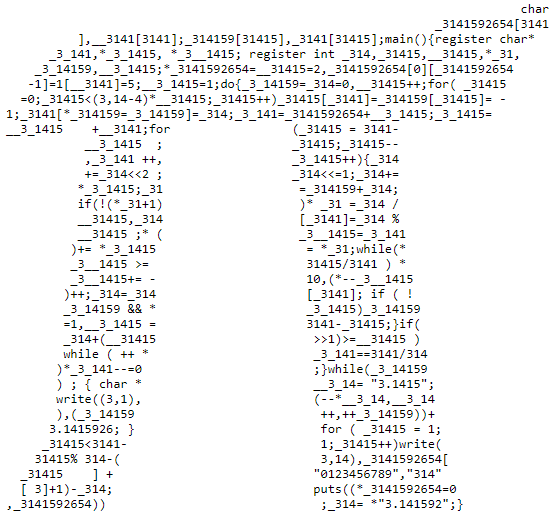 char
_3141592654[3141
],__3141[3141];_314159[31415],_3141[31415];main(){register char*
_3_141,*_3_1415, *_3__1415; register int _314,_31415,__31415,*_31,
_3_14159,__3_1415;*_3141592654=__31415=2,_3141592654[0][_3141592654
-1]=1[__3141]=5;__3_1415=1;do{_3_14159=_314=0,__31415++;for( _31415
=0;_31415<(3,14-4)*__31415;_31415++)_31415[_3141]=_314159[_31415]= -
1;_3141[*_314159=_3_14159]=_314;_3_141=_3141592654+__3_1415;_3_1415=
__3_1415    +__3141;for                 (_31415 = 3141-
__3_1415  ;                   _31415;_31415--
,_3_141 ++,                   _3_1415++){_314
+=_314<<2 ;                   _314<<=1;_314+=
*_3_1415;_31                   =_314159+_314;
if(!(*_31+1)                   )* _31 =_314 /
__31415,_314                   [_3141]=_314 %
__31415 ;* (                   _3__1415=_3_141
)+= *_3_1415                    = *_31;while(*
_3__1415 >=                    31415/3141 ) *
_3__1415+= -                   10,(*--_3__1415
)++;_314=_314                  [_3141]; if ( !
_3_14159 && *                  _3_1415)_3_14159
=1,__3_1415 =                  3141-_31415;}if(
_314+(__31415                  >>1)>=__31415 )
while ( ++ *                   _3_141==3141/314
)*_3_141--=0                   ;}while(_3_14159
) ; { char *                   __3_14= "3.1415";
write((3,1),                   (--*__3_14,__3_14
),(_3_14159                    ++,++_3_14159))+
3.1415926; }                   for ( _31415 = 1;
_31415<3141-                   1;_31415++)write(
31415% 314-(                   3,14),_3141592654[
_31415    ] +                  "0123456789","314"
[ 3]+1)-_314;                  puts((*_3141592654=0
,_3141592654))                 ;_314= *"3.141592";}